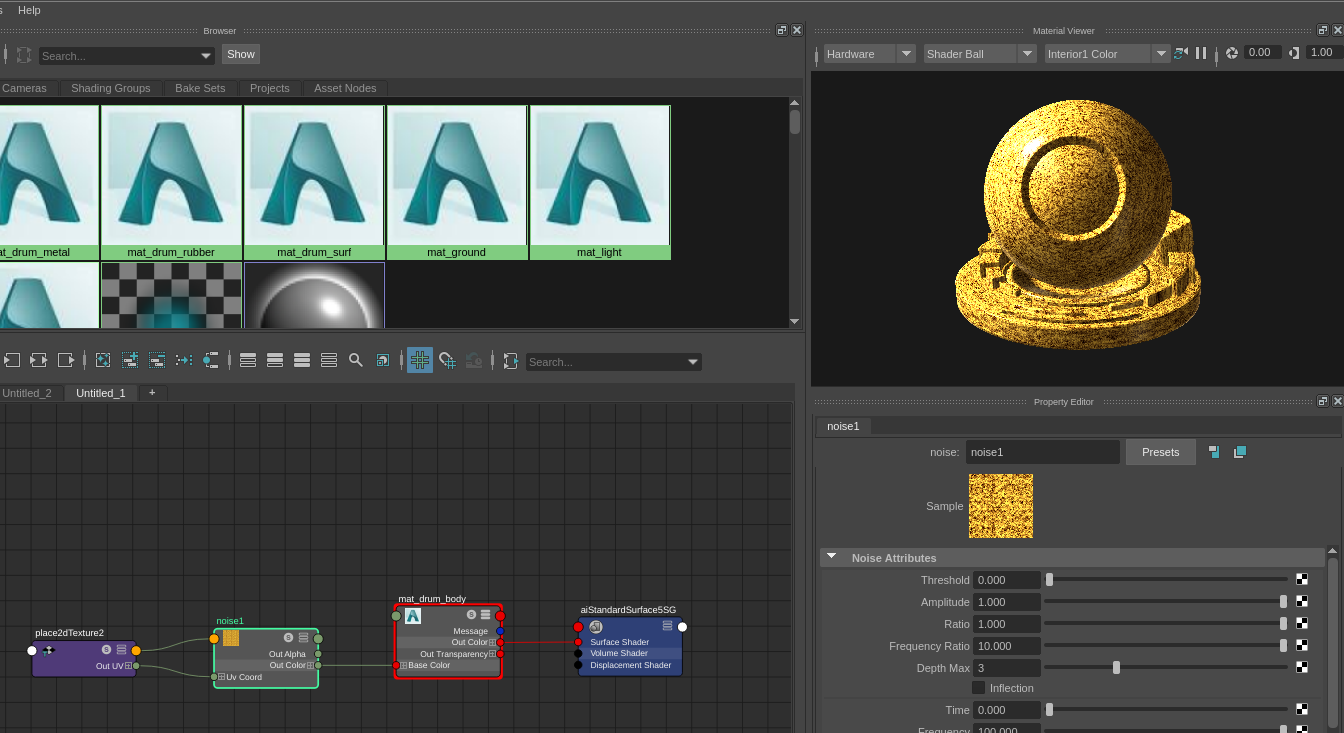 s Help
Browser
Search...
Show
Cameras
Shading Groups
Bake Sets
Projects
Asset Nodes
at_drum_metal
mat_drum_rubber
mat_drum_surf
mat_ground
mat_light
Search...
Untitled_2
Untitled_1
+
place2dTexture2
S
Out UV
noise1
S
Out Alpha
Out Color
Uv Coord
mat_drum_body
S
Message
Out Color
Out Transparency
Base Color
aiStandardSurface5SG
Surface Shader
Volume Shader
Displacement Shader
Material Viewer
Hardware
Shader Ball
Interior1 Color
0.00
1.00
Property Editor
noise1
noise: noise1
Presets
Sample
Noise Attributes
Threshold 0.000
Amplitude 1.000
Ratio 1.000
Frequency Ratio 10.000
Depth Max 3
Inflection
Time 0.000
Frequency 100.000